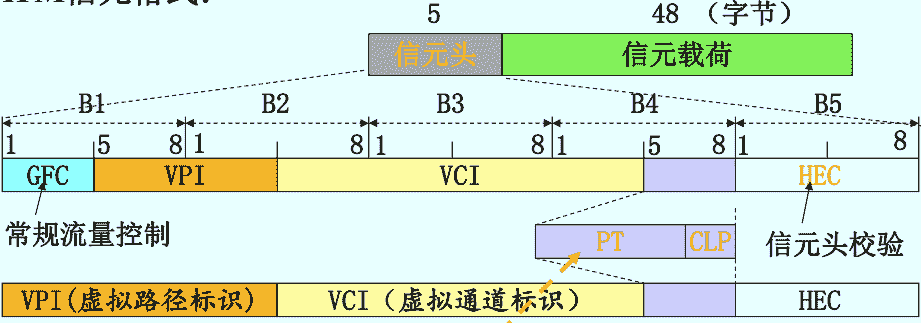 ATM信元格式:
5 48 (字节)
信元头 信元载荷
B1 B2 B3 B4 B5
1 5 8 1 8 1 8 1 5 8 1 8
GFC VPI VCI HEC
常规流量控制
PT CLP
信元头校验
VPI(虚拟路径标识) VCI (虚拟通道标识) HEC